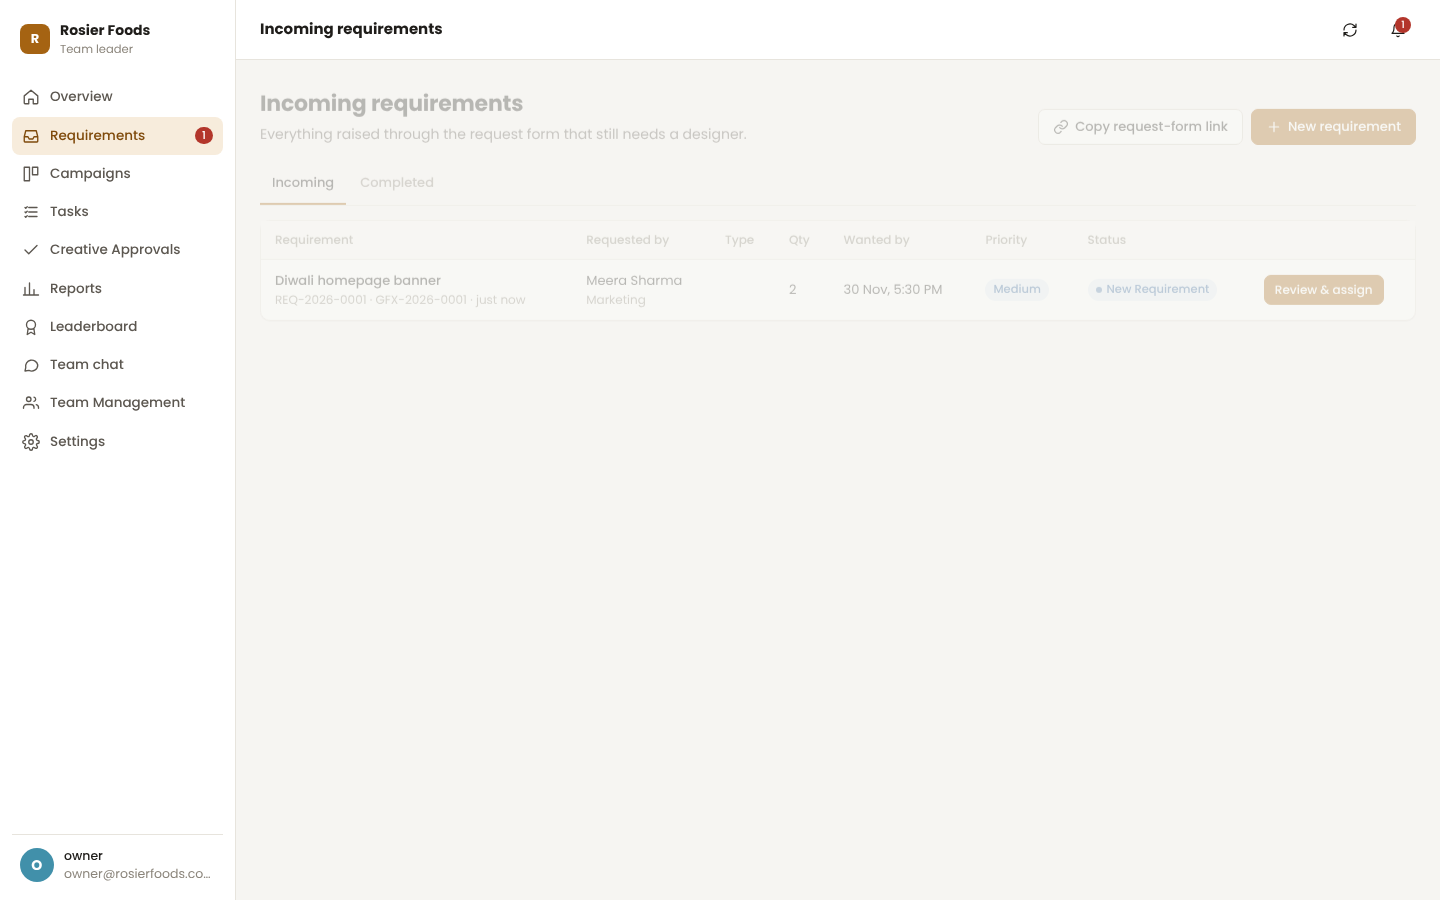 Rosier Foods
Team leader
Overview
Requirements 1
Campaigns
Tasks
Creative Approvals
Reports
Leaderboard
Team chat
Team Management
Settings
O owner
owner@rosierfoods.co...
R
Incoming requirements
1
Incoming requirements
Everything raised through the request form that still needs a designer.
Copy request-form link
+ New requirement
Incoming Completed
Requirement Requested by Type Qty Wanted by Priority Status
Diwali homepage banner Meera Sharma 2 30 Nov, 5:30 PM Medium New Requirement Review & assign
REQ-2026-0001 · GFX-2026-0001 · just now Marketing